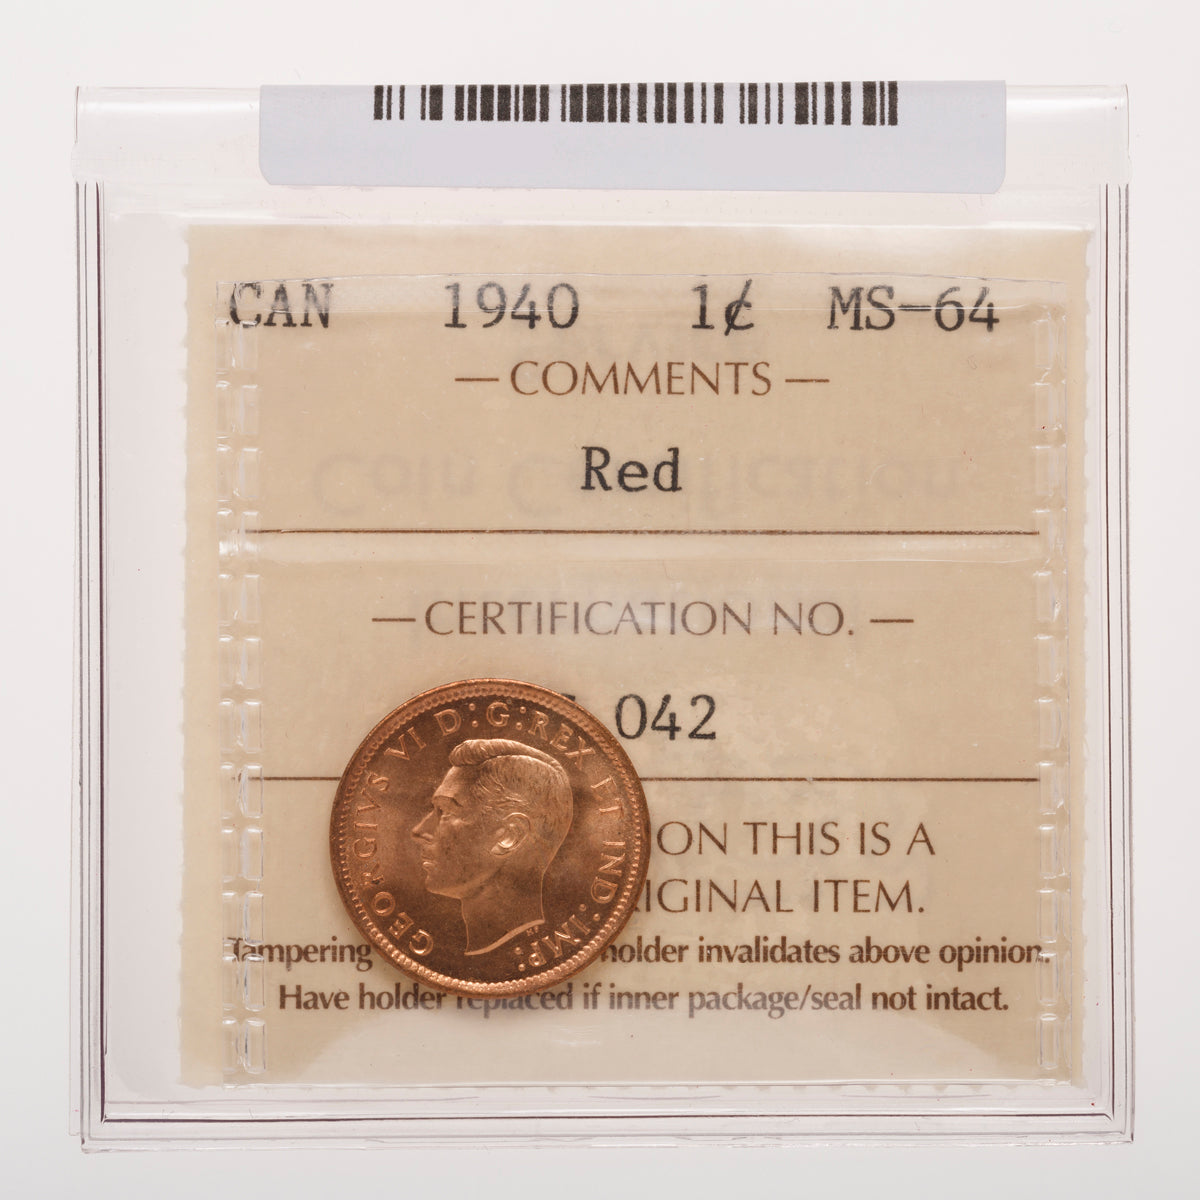 CAN 1940 1¢ MS-64
— COMMENTS —
Red
— CERTIFICATION NO. —
042
ON THIS IS A
IGINAL ITEM.
Tampering holder invalidates above opinion.
Have holder replaced if inner package/seal not intact.
GEORGIVS VI D:G:REX ET IND:IMP: